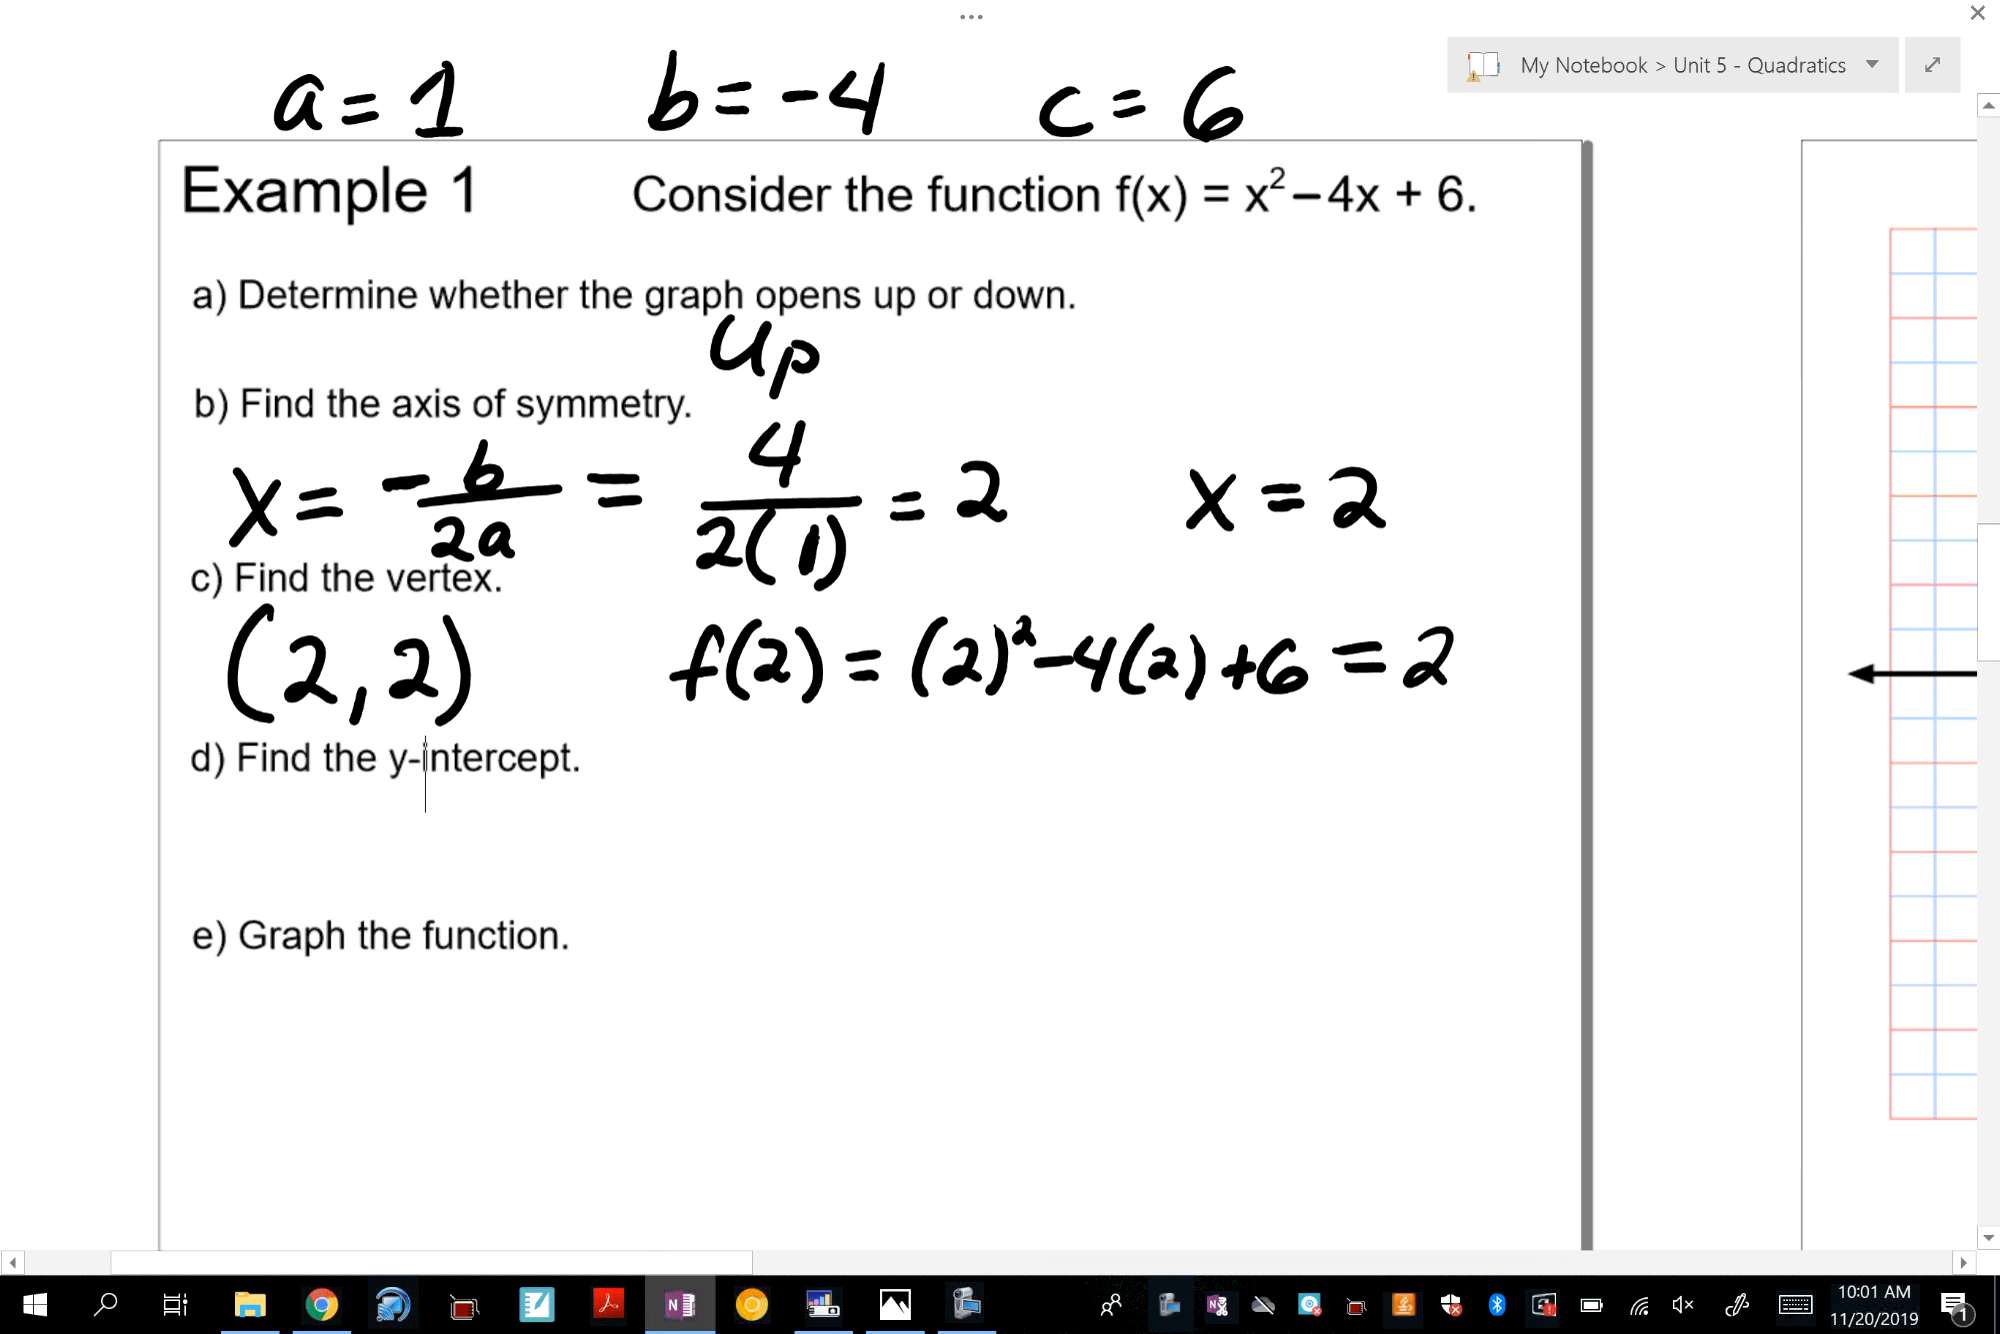 My Notebook > Unit 5 - Quadratics
a = 1 b = -4 c = 6
Example 1 Consider the function f(x) = x² – 4x + 6.
a) Determine whether the graph opens up or down.
Up
b) Find the axis of symmetry.
x = -b/2a = 4/2(1) = 2 x = 2
c) Find the vertex.
(2,2) f(2) = (2)²-4(2)+6 = 2
d) Find the y-intercept.
e) Graph the function.
10:01 AM
11/20/2019
1